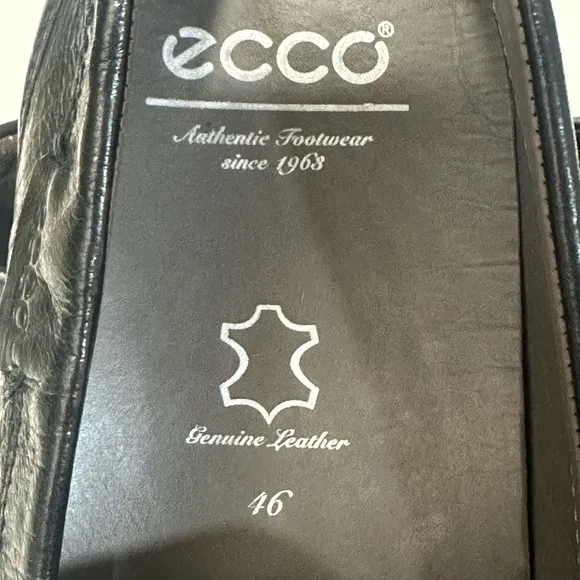 ecco®
Authentic Footwear
since 1963
Genuine Leather
46